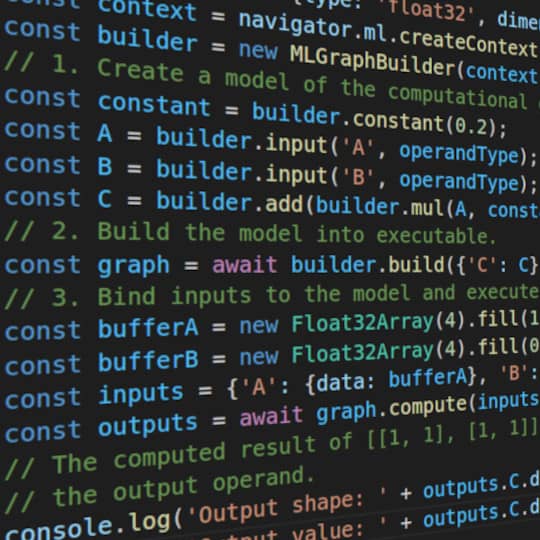 {type: 'float32', dime
const context = navigator.ml.createContext
const builder = new MLGraphBuilder(context
// 1. Create a model of the computational
const constant = builder.constant(0.2);
const A = builder.input('A', operandType);
const B = builder.input('B', operandType);
const C = builder.add(builder.mul(A, const
// 2. Build the model into executable.
const graph = await builder.build({'C': C}
// 3. Bind inputs to the model and execute
const bufferA = new Float32Array(4).fill(1
const bufferB = new Float32Array(4).fill(0
const inputs = {'A': {data: bufferA}, 'B':
const outputs = await graph.compute(inputs
// The computed result of [[1, 1], [1, 1]]
// the output operand.
console.log('Output shape: ' + outputs.C.d
value: ' + outputs.C.d